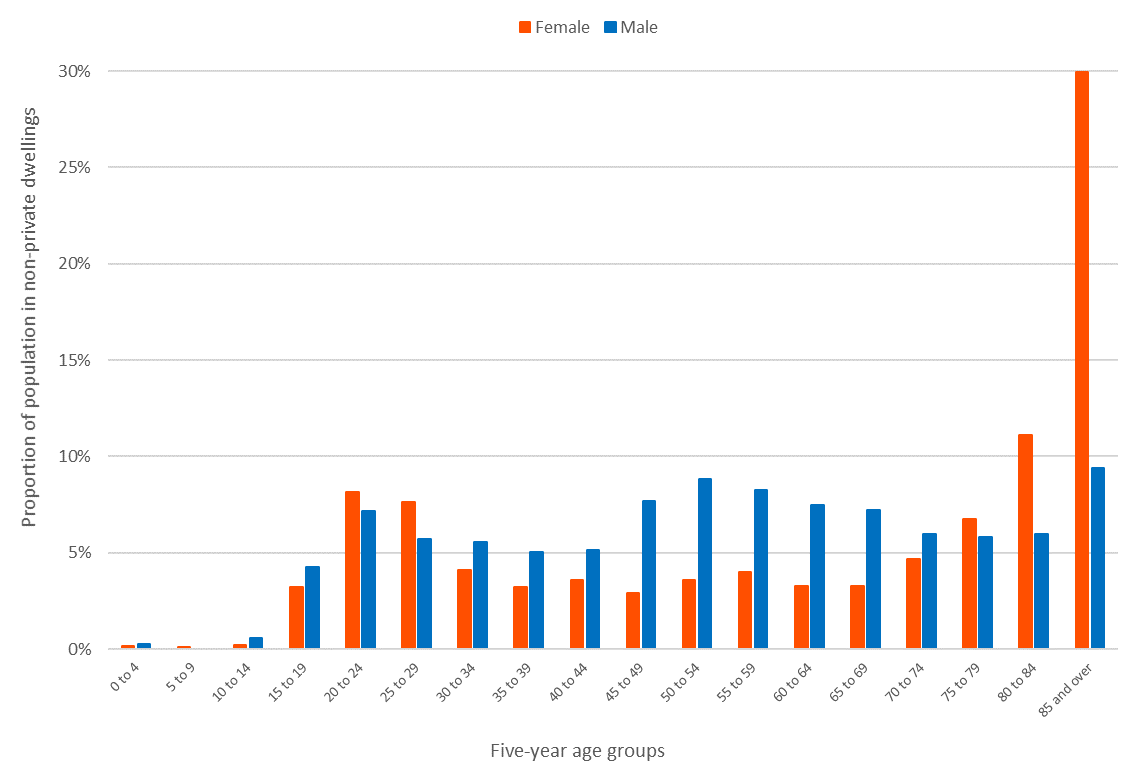 Female Male
30%
25%
20%
15%
10%
5%
0%
Proportion of population in non-private dwellings
0 to 4
5 to 9
10 to 14
15 to 19
20 to 24
25 to 29
30 to 34
35 to 39
40 to 44
45 to 49
50 to 54
55 to 59
60 to 64
65 to 69
70 to 74
75 to 79
80 to 84
85 and over
Five-year age groups